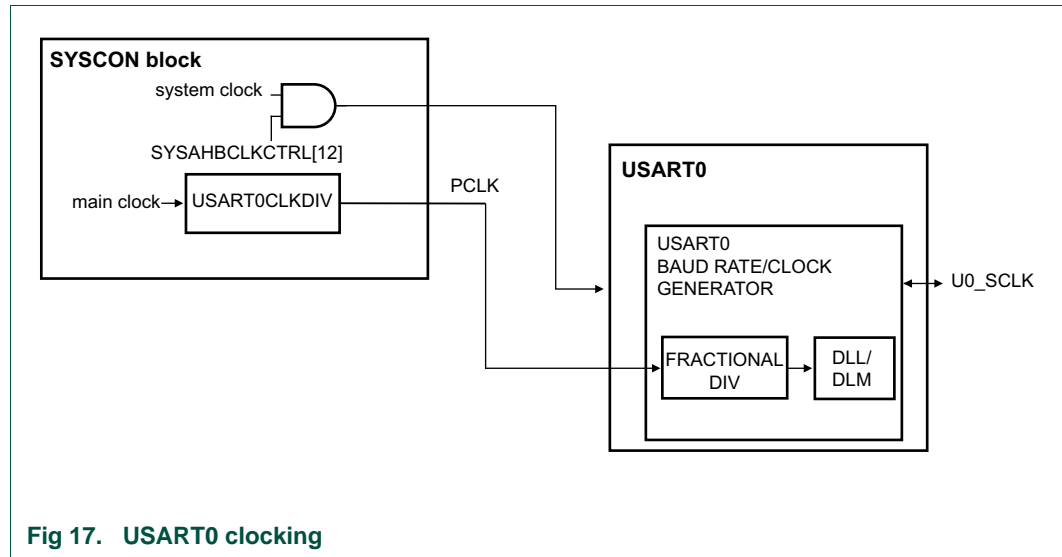 SYSCON block
system clock
SYSAHBCLKCTRL[12]
main clock
USART0CLKDIV
PCLK
USART0
USART0
BAUD RATE/CLOCK
GENERATOR
U0_SCLK
FRACTIONAL
DIV
DLL/
DLM
Fig 17. USART0 clocking